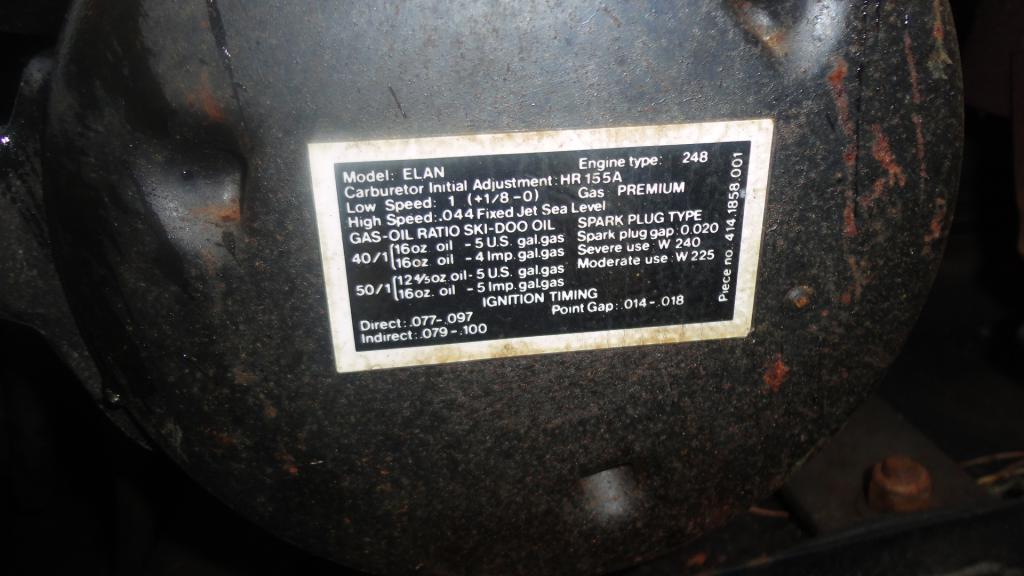 Model: ELAN Engine type: 248
Carburetor Initial Adjustment: HR 155A
Low Speed: 1 (+1/8 -0) Gas PREMIUM
High Speed: .044 Fixed Jet Sea Level
GAS-OIL RATIO SKI-DOO OIL
40/1 16oz oil - 5 U.S. gal.gas
16oz. oil - 4 Imp. gal.gas
50/1 12 4/5oz.oil - 5 U.S. gal.gas
16oz. oil - 5 Imp. gal.gas
SPARK PLUG TYPE
Spark plug gap: 0.020
Severe use: W 240
Moderate use: W 225
IGNITION TIMING
Direct: .077-.097 Point Gap: .014-.018
Indirect: .079-.100
Piece no. 414.1858.001